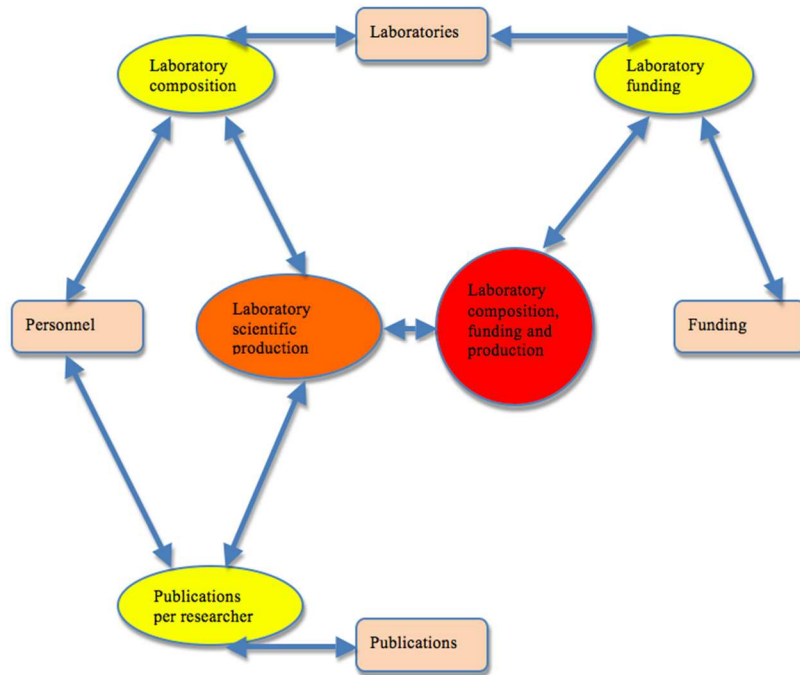 Laboratories
Laboratory
composition
Laboratory
funding
Personnel
Laboratory
scientific
production
Laboratory
composition,
funding and
production
Funding
Publications
per researcher
Publications